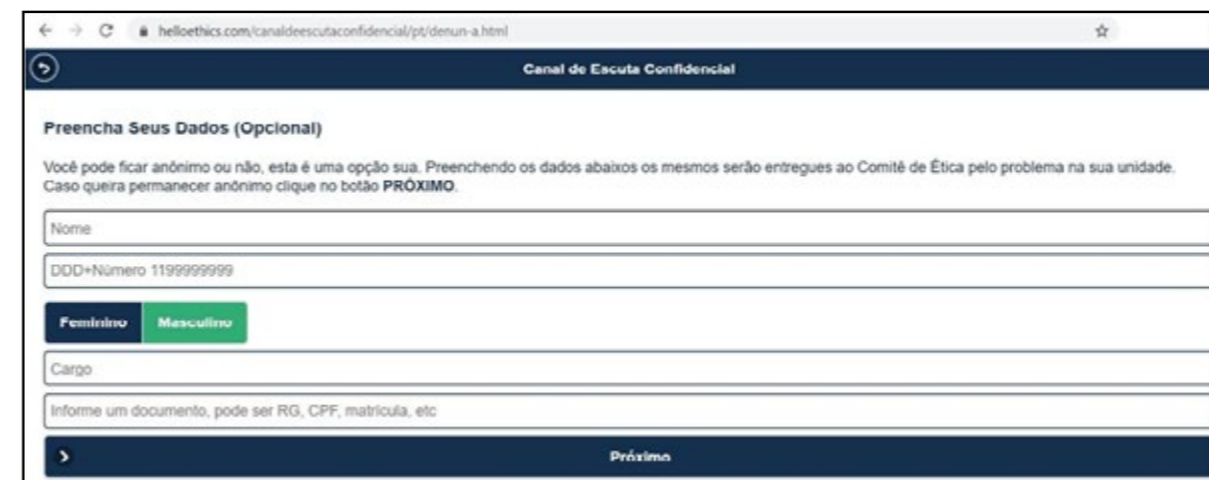 helloethics.com/canaldeescutaconfidencial/pt/denun-a.html
Canal de Escuta Confidencial
Preencha Seus Dados (Opcional)
Você pode ficar anônimo ou não, esta é uma opção sua. Preenchendo os dados abaixos os mesmos serão entregues ao Comitê de Ética pelo problema na sua unidade.
Caso queira permanecer anônimo clique no botão PRÓXIMO.
Nome
DDD+Número 1199999999
Feminino Masculino
Cargo
Informe um documento, pode ser RG, CPF, matrícula, etc
Próximo